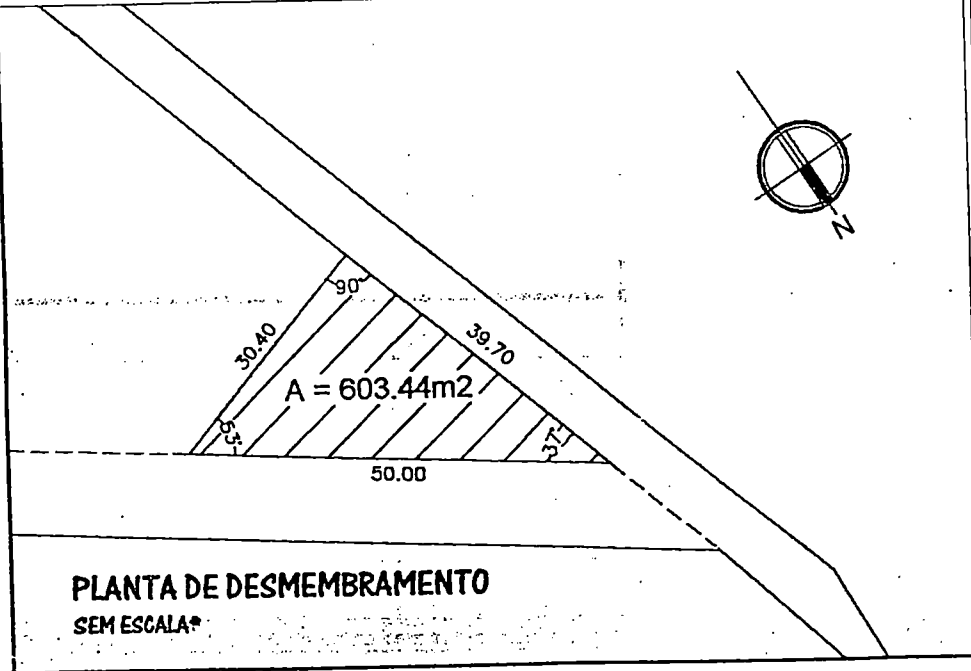 N
90°
30.40
39.70
A = 603.44m2
53°
37°
50.00
PLANTA DE DESMEMBRAMENTO
SEM ESCALA*